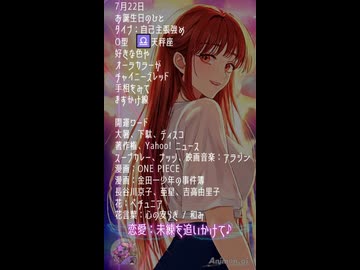 7月22日
お誕生日のひと
タイプ：自己主張強め
O型 ♎天秤座
好きな色や
オーラカラーが
チャイニーズレッド
手相をみて
ますかけ線
開運ワード
大暑、下駄、ディスコ
著作権、Yahoo! ニュース
スープカレー、ナッツ、映画音楽：アラジン
漫画：ONE PIECE
漫画：金田一少年の事件簿
長谷川京子、亜星、吉高由里子
花：ペチュニア
花言葉：心の安らぎ / 和み
恋愛：未練を追いかけて♪